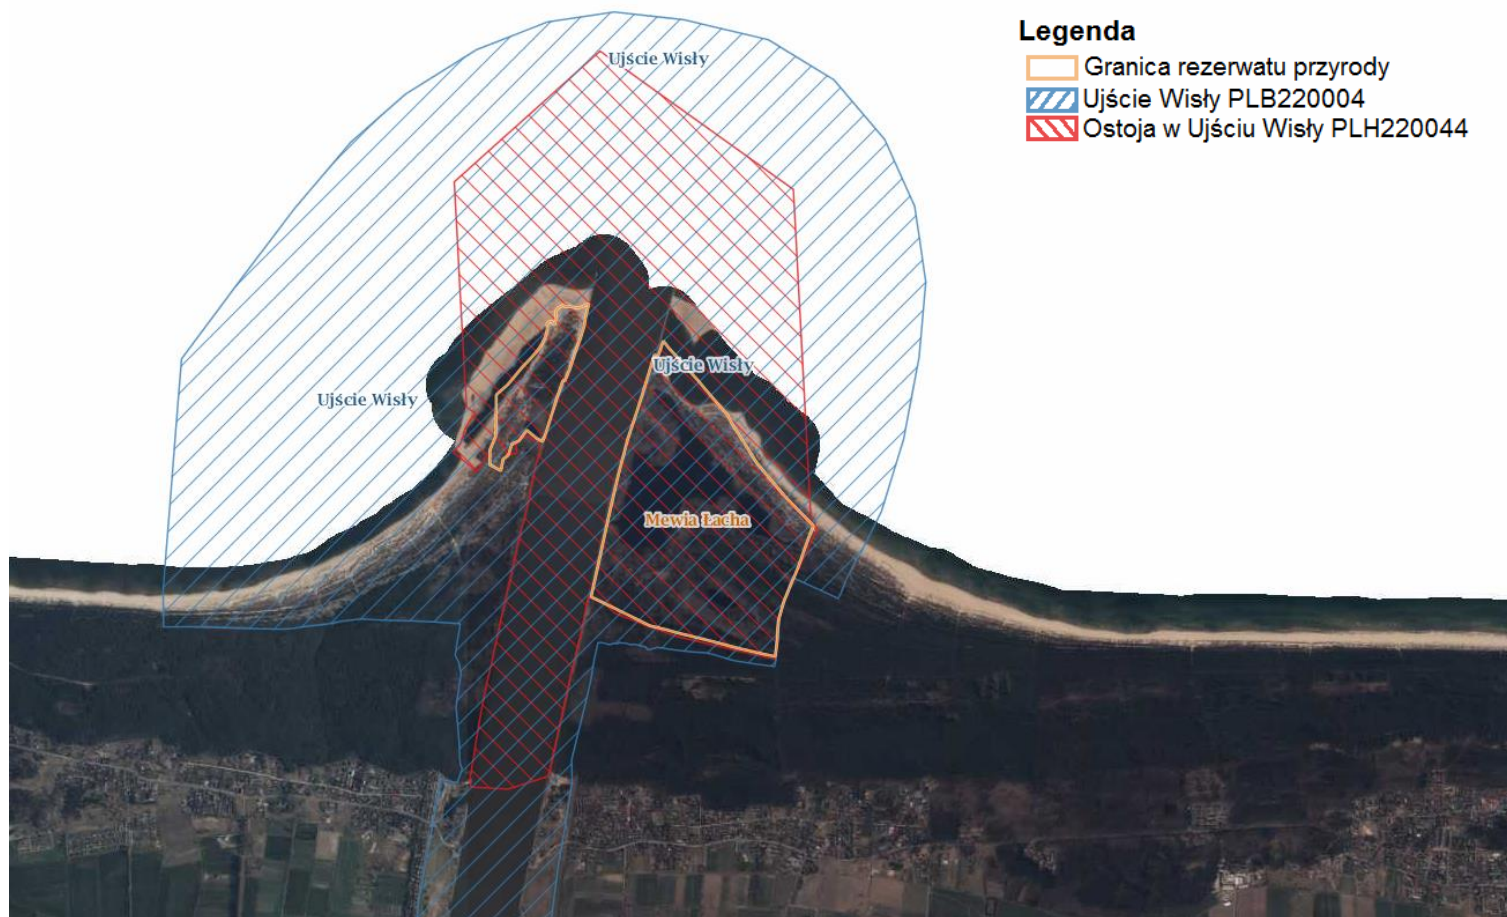 Legenda
Granica rezerwatu przyrody
Ujście Wisły PLB220004
Ostoja w Ujściu Wisły PLH220044
Ujście Wisły
Ujście Wisły
Ujście Wisły
Mewia Łacha